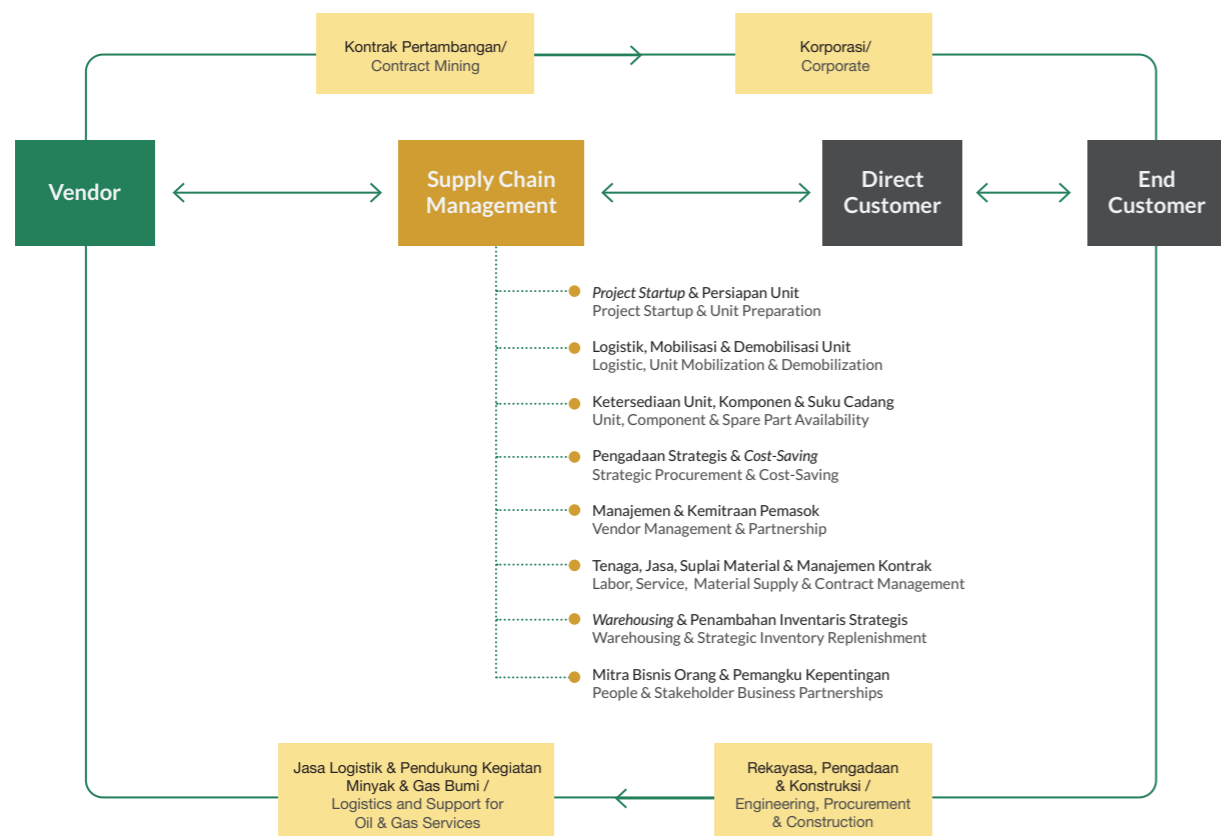 Kontrak Pertambangan/
Contract Mining
Korporasi/
Corporate
Vendor
Supply Chain
Management
Direct
Customer
End
Customer
Project Startup & Persiapan Unit
Project Startup & Unit Preparation
Logistik, Mobilisasi & Demobilisasi Unit
Logistic, Unit Mobilization & Demobilization
Ketersediaan Unit, Komponen & Suku Cadang
Unit, Component & Spare Part Availability
Pengadaan Strategis & Cost-Saving
Strategic Procurement & Cost-Saving
Manajemen & Kemitraan Pemasok
Vendor Management & Partnership
Tenaga, Jasa, Suplai Material & Manajemen Kontrak
Labor, Service, Material Supply & Contract Management
Warehousing & Penambahan Inventaris Strategis
Warehousing & Strategic Inventory Replenishment
Mitra Bisnis Orang & Pemangku Kepentingan
People & Stakeholder Business Partnerships
Jasa Logistik & Pendukung Kegiatan
Minyak & Gas Bumi /
Logistics and Support for
Oil & Gas Services
Rekayasa, Pengadaan
& Konstruksi /
Engineering, Procurement
& Construction